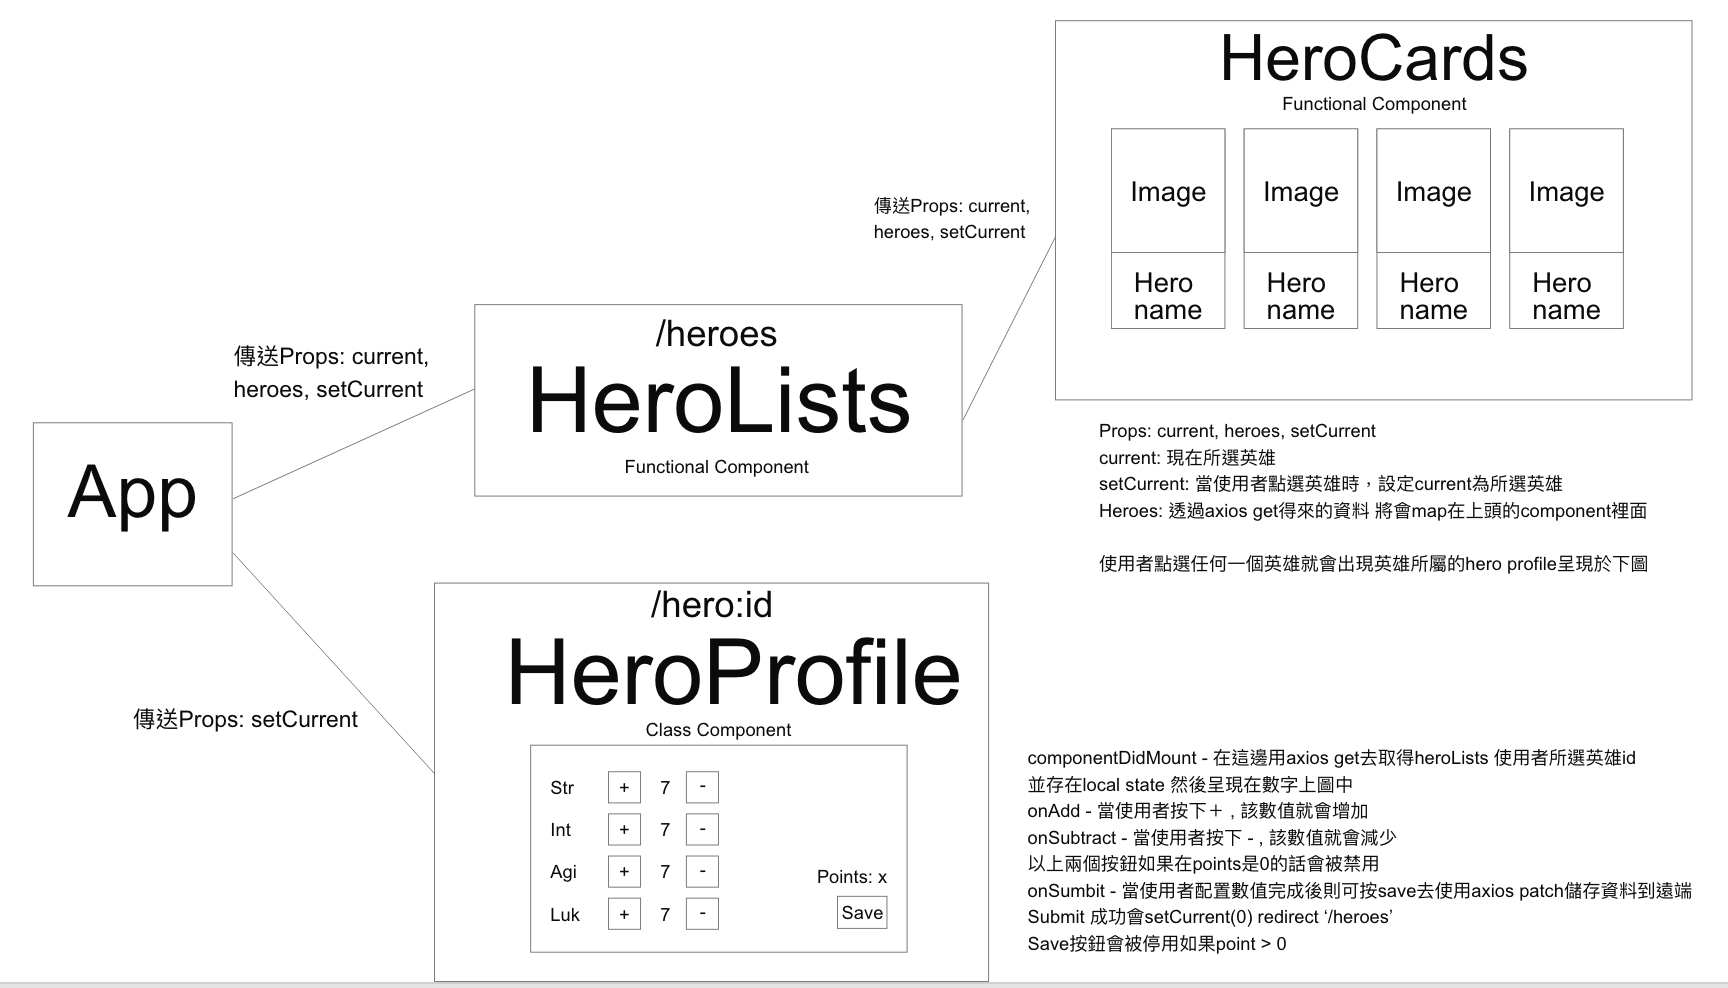 HeroCards
Functional Component
Image Image Image Image
Hero Hero Hero Hero
name name name name
傳送Props: current,
heroes, setCurrent
Props: current, heroes, setCurrent
current: 現在所選英雄
setCurrent: 當使用者點選英雄時，設定current為所選英雄
Heroes: 透過axios get得來的資料 將會map在上頭的component裡面
使用者點選任何一個英雄就會出現英雄所屬的hero profile呈現於下圖
/heroes
HeroLists
Functional Component
傳送Props: current,
heroes, setCurrent
App
傳送Props: setCurrent
/hero:id
HeroProfile
Class Component
Str + 7 -
Int + 7 -
Agi + 7 -
Luk + 7 -
Points: x
Save
componentDidMount - 在這邊用axios get去取得heroLists 使用者所選英雄id
並存在local state 然後呈現在數字上圖中
onAdd - 當使用者按下＋ , 該數值就會增加
onSubtract - 當使用者按下 - , 該數值就會減少
以上兩個按鈕如果在points是0的話會被禁用
onSumbit - 當使用者配置數值完成後則可按save去使用axios patch儲存資料到遠端
Submit 成功會setCurrent(0) redirect ‘/heroes’
Save按鈕會被停用如果point > 0